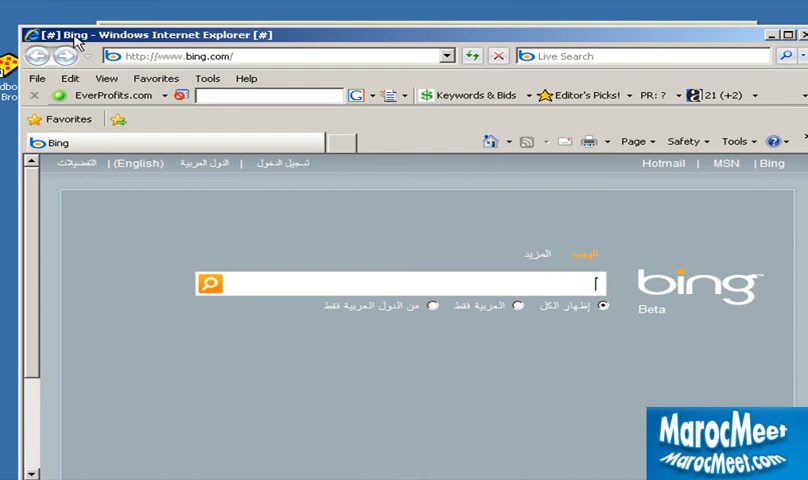 [#] Bing - Windows Internet Explorer [#]
http://www.bing.com/
Live Search
File Edit View Favorites Tools Help
EverProfits.com
Keywords & Bids
Editor's Picks!
PR: ?
21 (+2)
Favorites
Bing
Page
Safety
Tools
التفضيلات | (English) الدول العربية | تسجيل الدخول
Hotmail | MSN | Bing
الويب المزيد
bing™
Beta
إظهار الكل العربية فقط من الدول العربية فقط
MarocMeet
MarocMeet.com